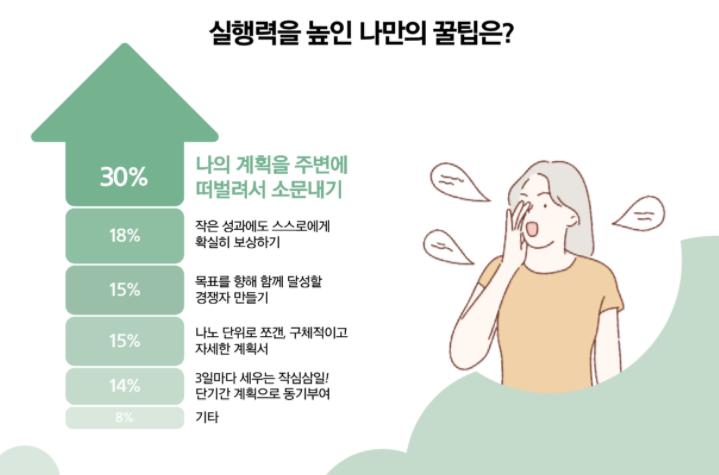 실행력을 높인 나만의 꿀팁은?
30%
나의 계획을 주변에
떠벌려서 소문내기
18%
작은 성과에도 스스로에게
확실히 보상하기
15%
목표를 향해 함께 달성할
경쟁자 만들기
15%
나노 단위로 쪼갠, 구체적이고
자세한 계획서
14%
3일마다 세우는 작심삼일!
단기간 계획으로 동기부여
8%
기타